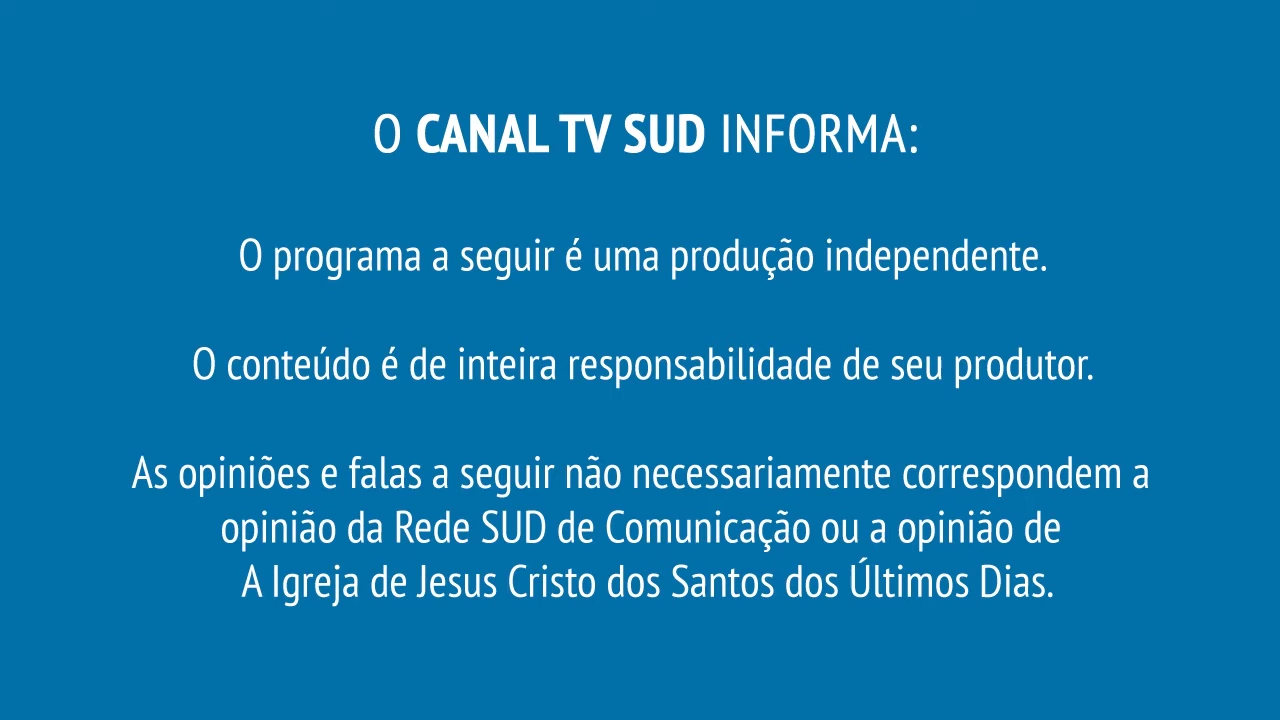 O CANAL TV SUD INFORMA:
O programa a seguir é uma produção independente.
O conteúdo é de inteira responsabilidade de seu produtor.
As opiniões e falas a seguir não necessariamente correspondem a
opinião da Rede SUD de Comunicação ou a opinião de
A Igreja de Jesus Cristo dos Santos dos Últimos Dias.